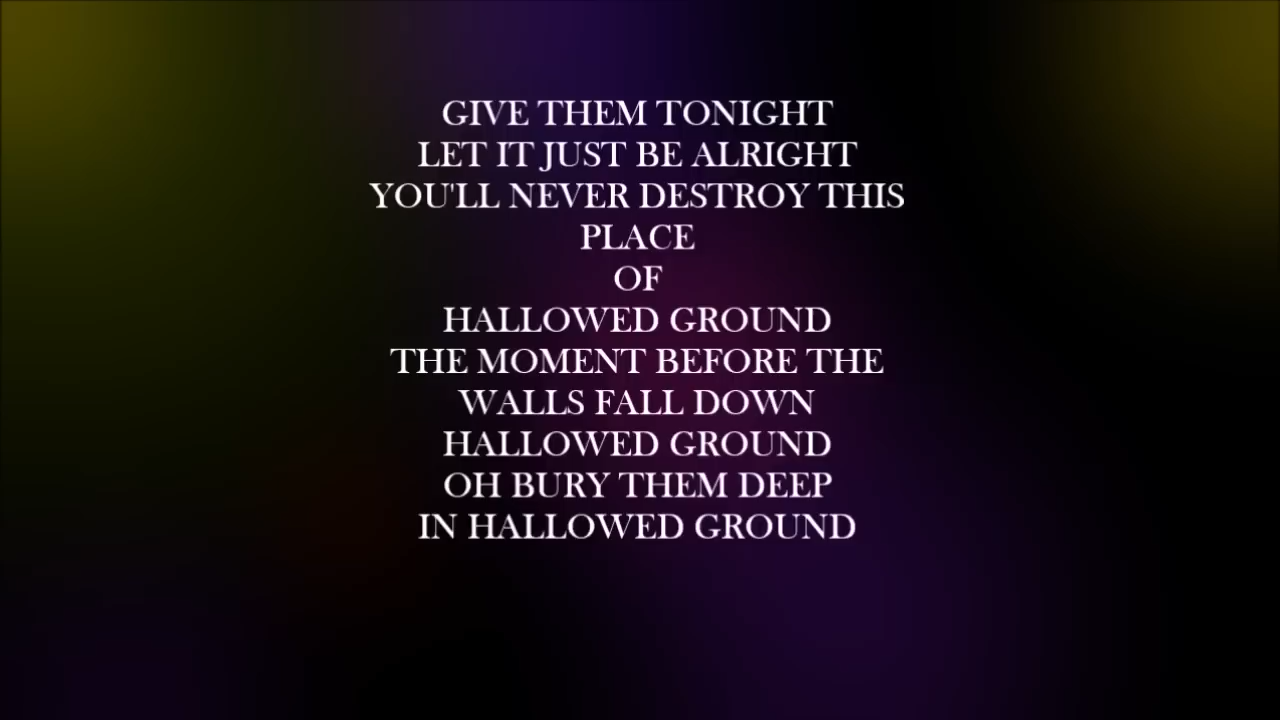 GIVE THEM TONIGHT
LET IT JUST BE ALRIGHT
YOU'LL NEVER DESTROY THIS
PLACE
OF
HALLOWED GROUND
THE MOMENT BEFORE THE
WALLS FALL DOWN
HALLOWED GROUND
OH BURY THEM DEEP
IN HALLOWED GROUND